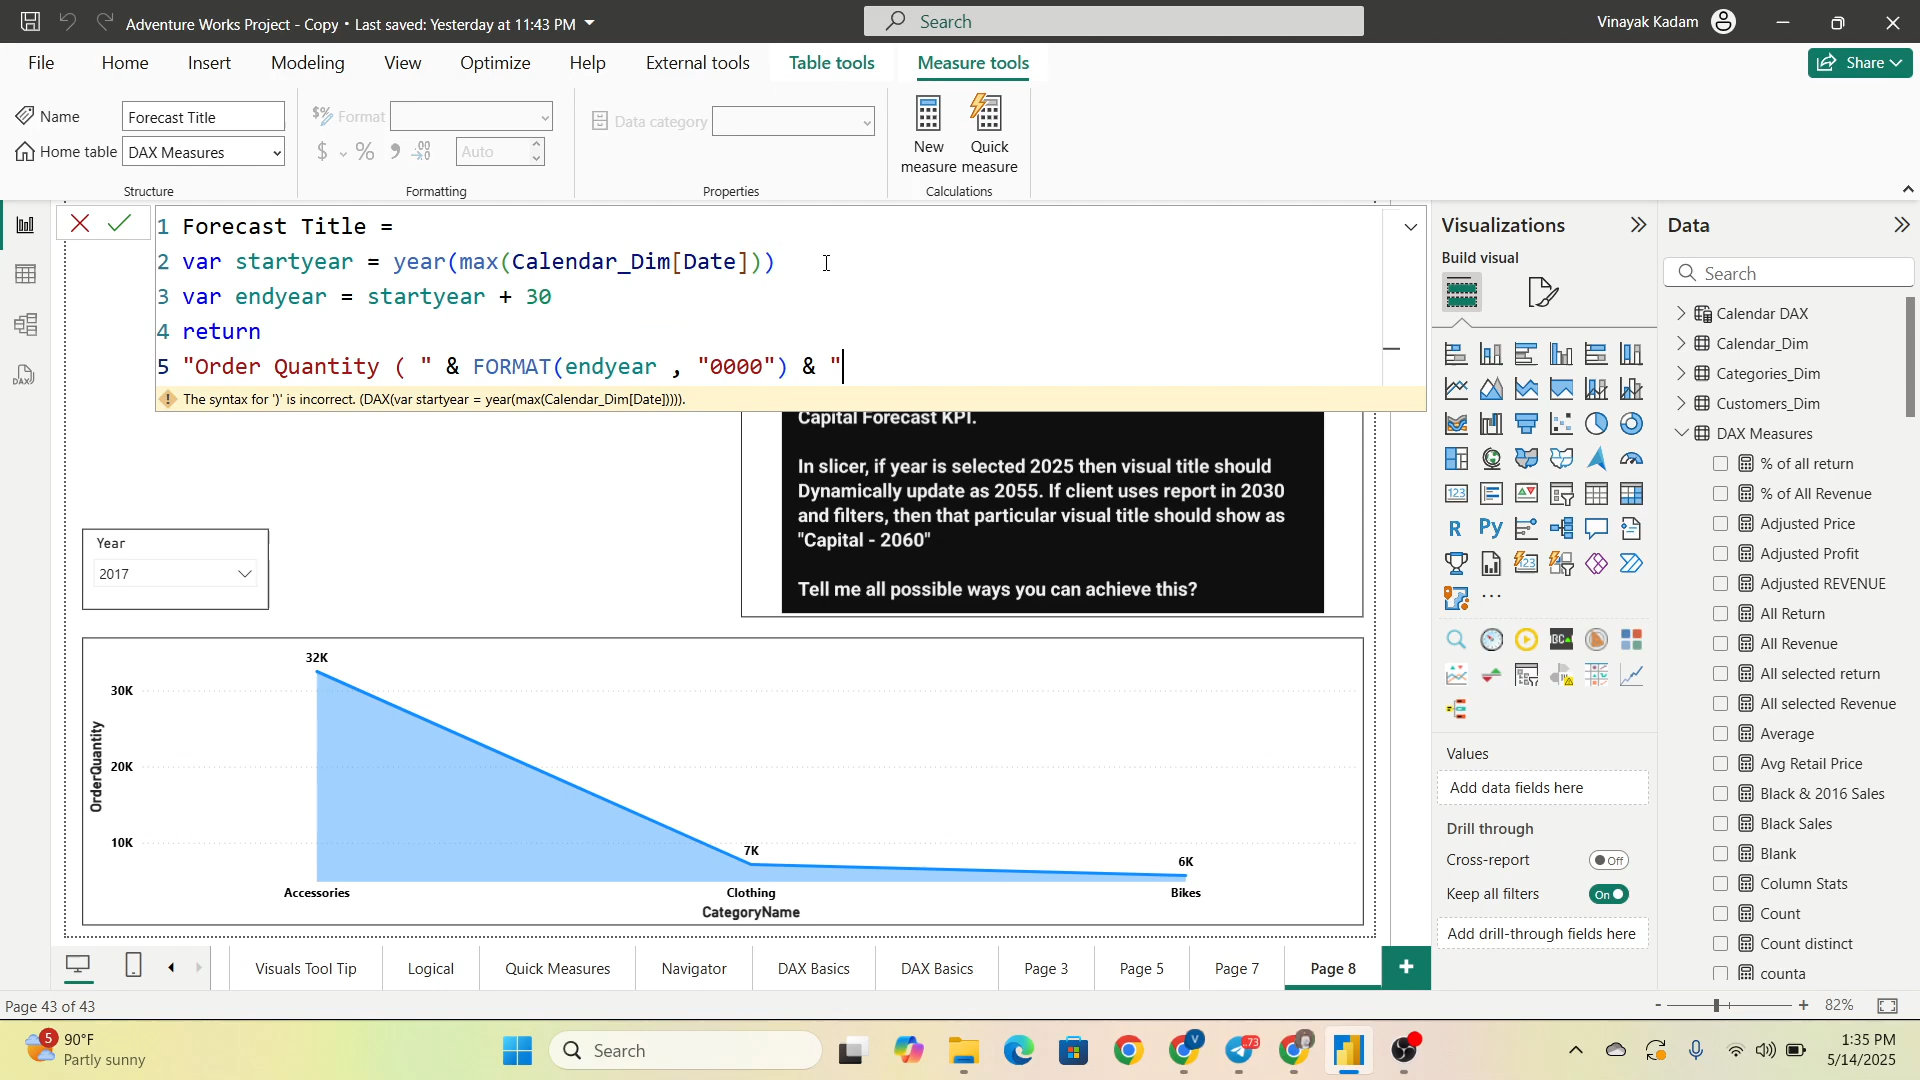 Adventure Works Project - Copy • Last saved: Yesterday at 11:43 PM
Search
Vinayak Kadam
File
Home
Insert
Modeling
View
Optimize
Help
External tools
Table tools
Measure tools
Share
Name
Forecast Title
Home table
DAX Measures
Structure
$% Format
$
%
Auto
Formatting
Data category
Properties
New measure
Quick measure
Calculations
1 Forecast Title =
2 var startyear = year(max(Calendar_Dim[Date]))
3 var endyear = startyear + 30
4 return
5 "Order Quantity ( " & FORMAT(endyear , "0000") & "
The syntax for ')' is incorrect. (DAX(var startyear = year(max(Calendar_Dim[Date])))).
Capital Forecast KPI.
In slicer, if year is selected 2025 then visual title should
Dynamically update as 2055. If client uses report in 2030
and filters, then that particular visual title should show as
"Capital - 2060"
Tell me all possible ways you can achieve this?
Year
2017
32K
30K
20K
10K
7K
6K
OrderQuantity
Accessories
Clothing
Bikes
CategoryName
Visualizations
Build visual
123
R
Py
Values
Add data fields here
Drill through
Cross-report
Off
Keep all filters
On
Add drill-through fields here
Data
Search
Calendar DAX
Calendar_Dim
Categories_Dim
Customers_Dim
DAX Measures
% of all return
% of All Revenue
Adjusted Price
Adjusted Profit
Adjusted REVENUE
All Return
All Revenue
All selected return
All selected Revenue
Average
Avg Retail Price
Black & 2016 Sales
Black Sales
Blank
Column Stats
Count
Count distinct
counta
Visuals Tool Tip
Logical
Quick Measures
Navigator
DAX Basics
DAX Basics
Page 3
Page 5
Page 7
Page 8
+
Page 43 of 43
- + 82%
5
90°F
Partly sunny
Search
V
73
1:35 PM
5/14/2025